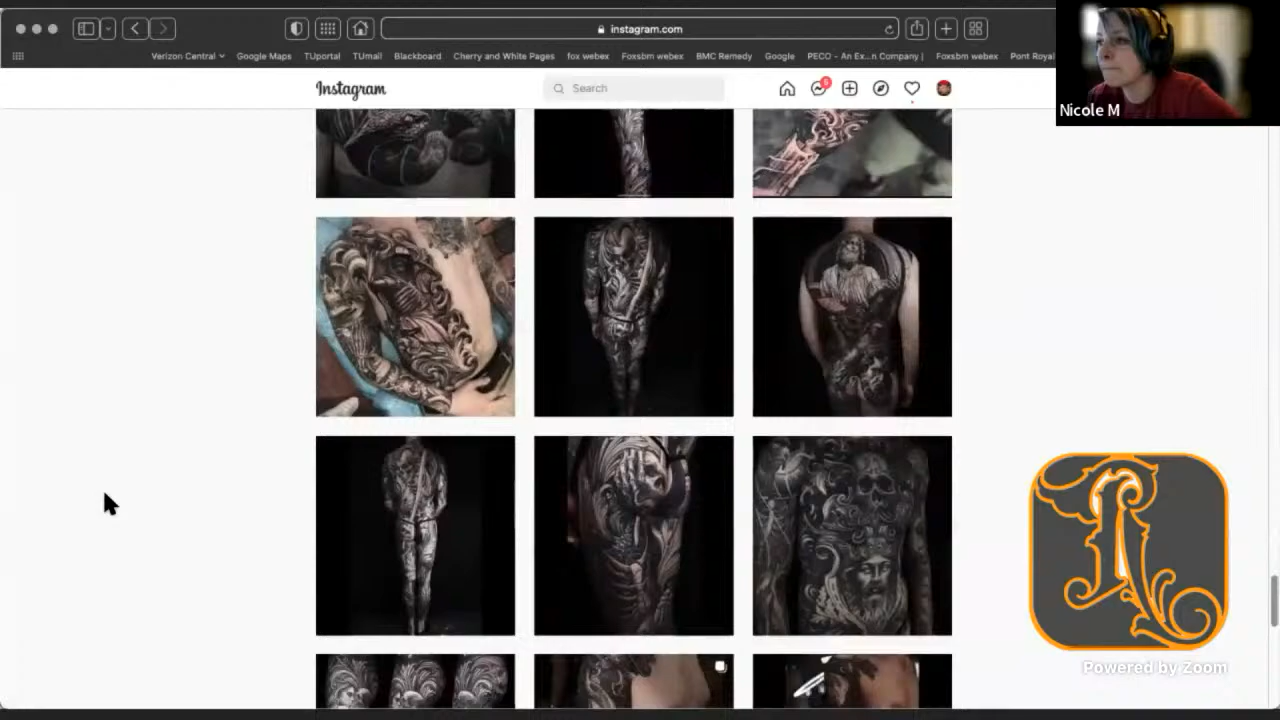 instagram.com
Verizon Central TUportal TUmail Blackboard Cherry and White Pages fox webex Foxsbm webex BMC Remedy Google PECO - An Ex...n Company | Foxsbm webex Pont Royal
Google Maps
Instagram
Search
5
Nicole M
Powered by Zoom